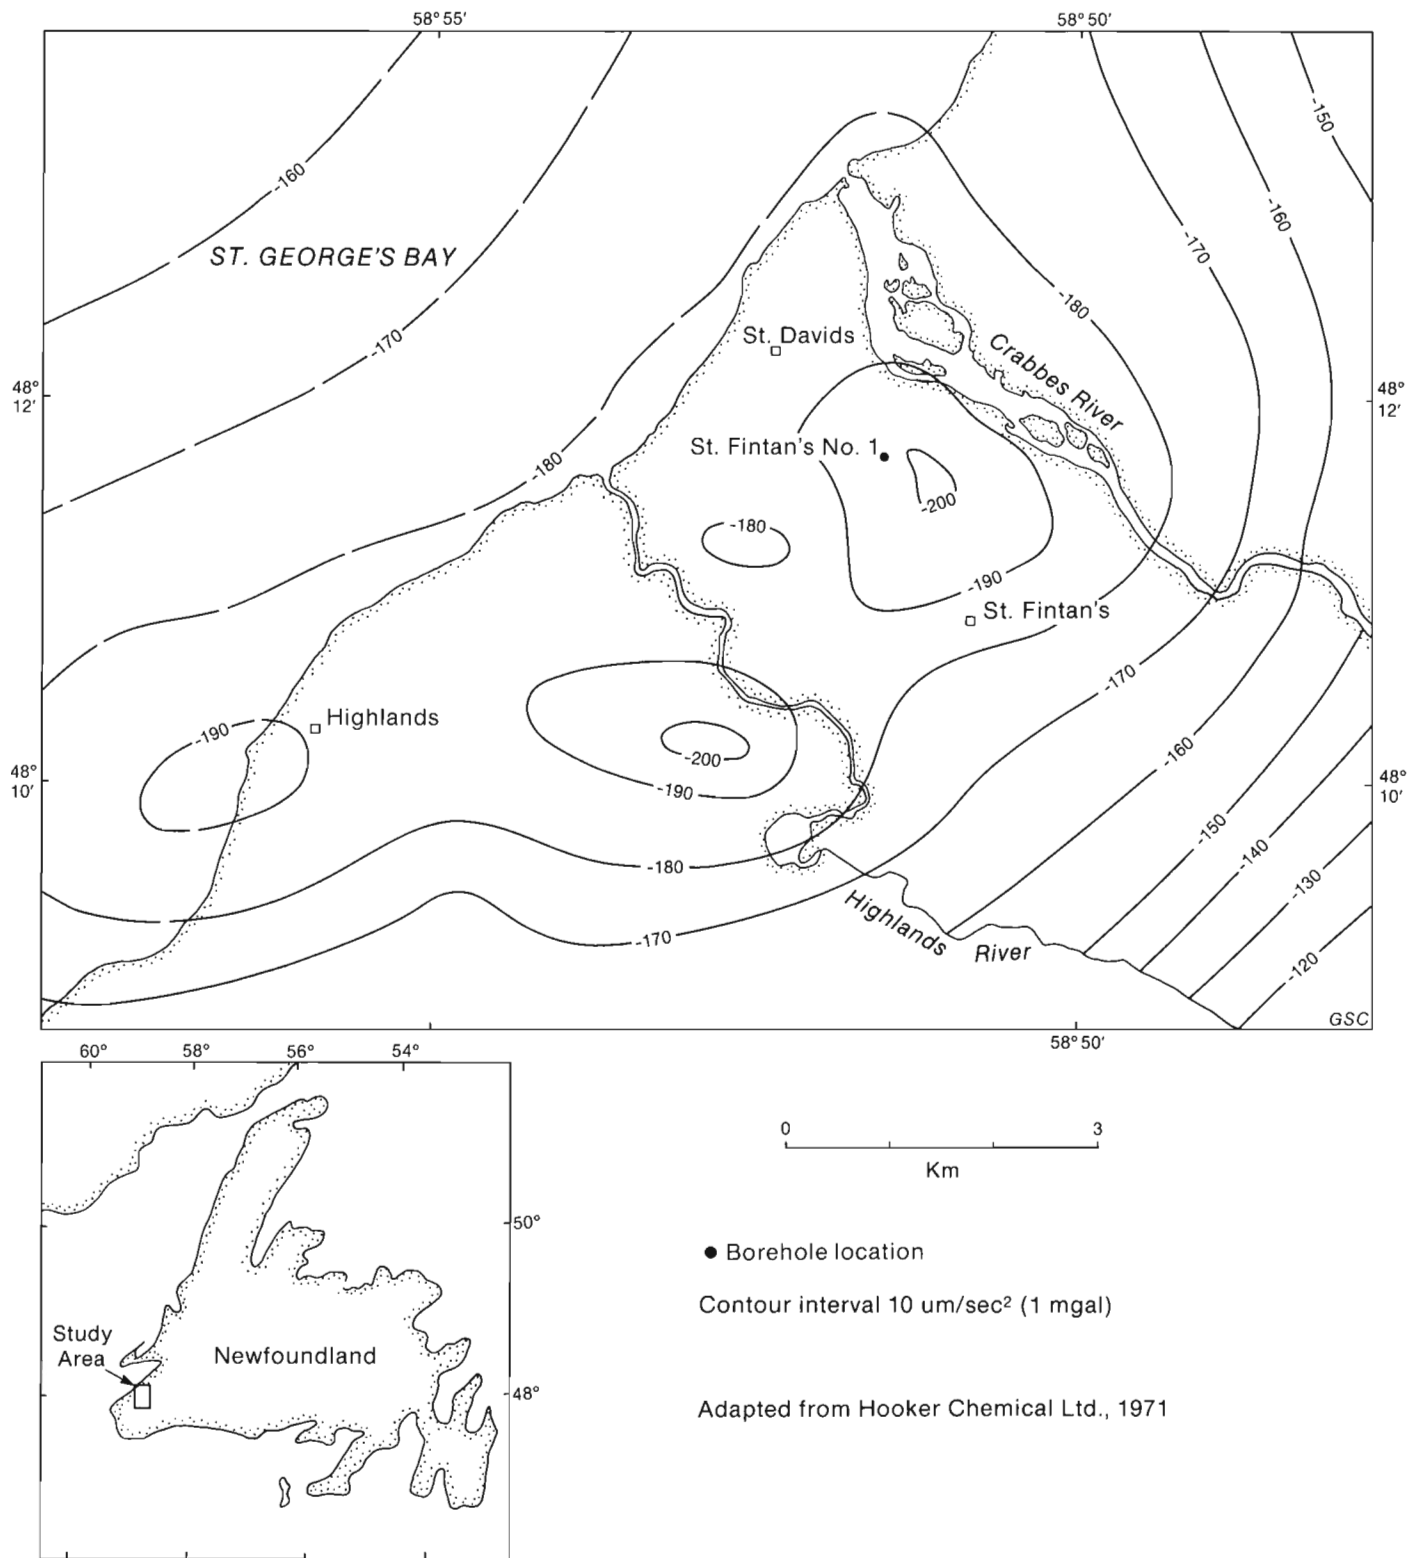 58° 55′
58° 50′
-150
-160
-160
ST. GEORGE'S BAY
-170
-180
-170
St. Davids
Crabbes River
48°
12′
48°
12′
St. Fintan's No. 1
-180
-200
-180
-190
St. Fintan's
-170
Highlands
-190
-200
-190
-160
48°
10′
48°
10′
-150
-140
-180
-130
Highlands
River
-170
-120
GSC
58° 50′
60°
58°
56°
54°
0
3
Km
50°
● Borehole location
Contour interval 10 um/sec² (1 mgal)
Study
Area
Newfoundland
48°
Adapted from Hooker Chemical Ltd., 1971